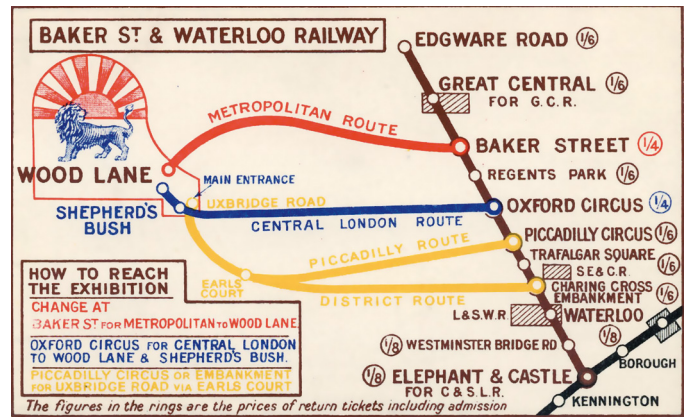 BAKER ST & WATERLOO RAILWAY
EDGWARE ROAD 1/6
GREAT CENTRAL 1/6
FOR G.C.R.
METROPOLITAN ROUTE
BAKER STREET 1/4
WOOD LANE
REGENTS PARK 1/6
MAIN ENTRANCE
UXBRIDGE ROAD
SHEPHERD'S
BUSH
OXFORD CIRCUS 1/4
CENTRAL LONDON ROUTE
PICCADILLY CIRCUS 1/6
PICCADILLY ROUTE
TRAFALGAR SQUARE 1/6
S.E.& C.R.
EARLS
COURT
CHARING CROSS
EMBANKMENT 1/6
DISTRICT ROUTE
L.& S.W.R.
WATERLOO
1/8
1/8 WESTMINSTER BRIDGE RD
BOROUGH
1/8 ELEPHANT & CASTLE
FOR C & S.L.R.
KENNINGTON
HOW TO REACH
THE EXHIBITION
CHANGE AT
BAKER ST FOR METROPOLITAN TO WOOD LANE.
OXFORD CIRCUS FOR CENTRAL LONDON
TO WOOD LANE & SHEPHERD'S BUSH.
PICCADILLY CIRCUS OR EMBANKMENT
FOR UXBRIDGE ROAD VIA EARLS COURT
The figures in the rings are the prices of return tickets including admission